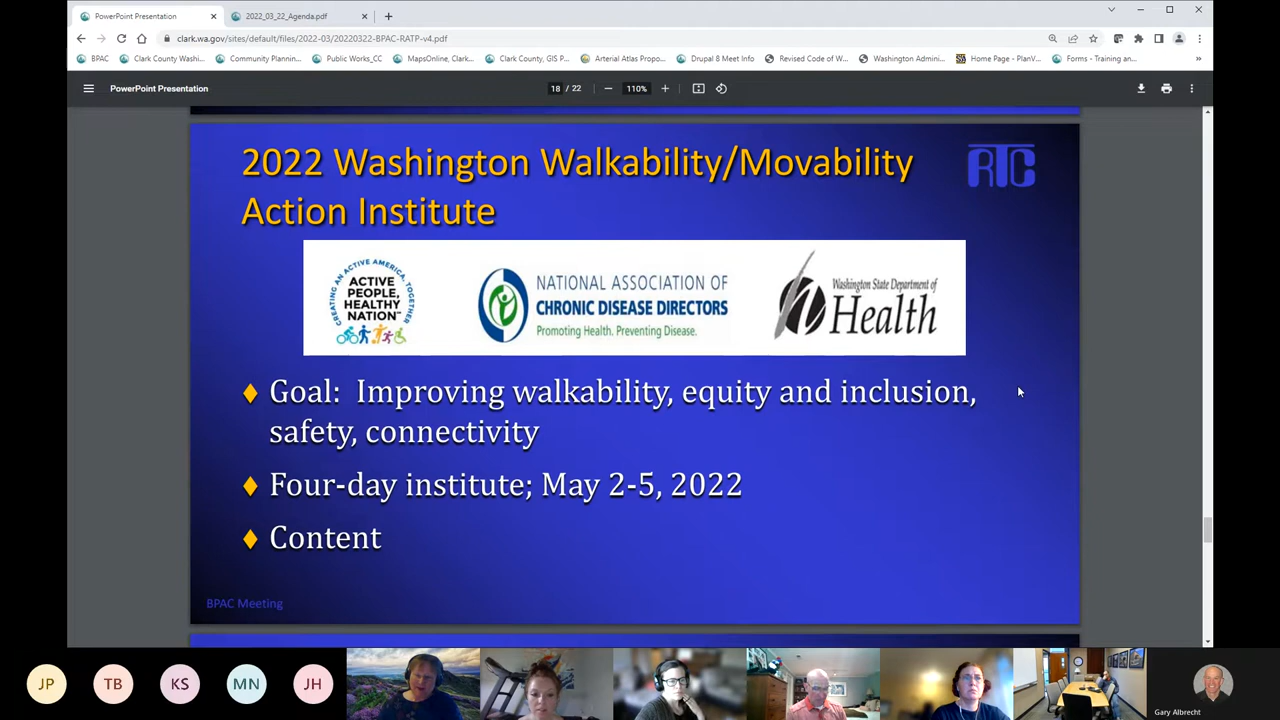 PowerPoint Presentation
2022_03_22_Agenda.pdf
clark.wa.gov/sites/default/files/2022-03/20220322-BPAC-RATP-v4.pdf
BPAC
Clark County Washi...
Community Plannin...
Public Works_CC
MapsOnline, Clark...
Clark County, GIS P...
Arterial Atlas Propo...
Drupal 8 Meet Info
Revised Code of W...
Washington Admini...
Home Page - PlanV...
Forms - Training an...
PowerPoint Presentation
18 / 22
110%
2022 Washington Walkability/Movability
Action Institute
RTC
CREATING AN ACTIVE AMERICA, TOGETHER
ACTIVE
PEOPLE,
HEALTHY
NATION™
NATIONAL ASSOCIATION OF
CHRONIC DISEASE DIRECTORS
Promoting Health. Preventing Disease.
Washington State Department of
Health
Goal: Improving walkability, equity and inclusion,
safety, connectivity
Four-day institute; May 2-5, 2022
Content
BPAC Meeting
JP
TB
KS
MN
JH
Gary Albrecht